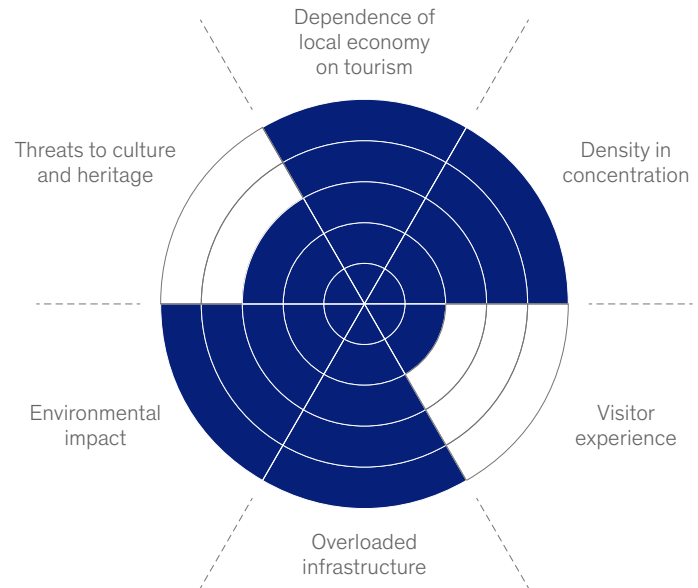 Dependence of
local economy
on tourism
Threats to culture
and heritage
Density in
concentration
Environmental
impact
Visitor
experience
Overloaded
infrastructure